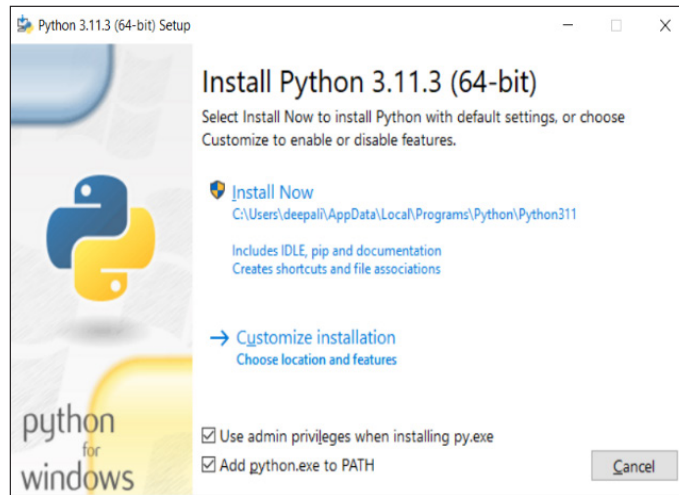 Python 3.11.3 (64-bit) Setup
Install Python 3.11.3 (64-bit)
Select Install Now to install Python with default settings, or choose
Customize to enable or disable features.
Install Now
C:\Users\deepali\AppData\Local\Programs\Python\Python311
Includes IDLE, pip and documentation
Creates shortcuts and file associations
Customize installation
Choose location and features
python
for
windows
Use admin privileges when installing py.exe
Add python.exe to PATH
Cancel